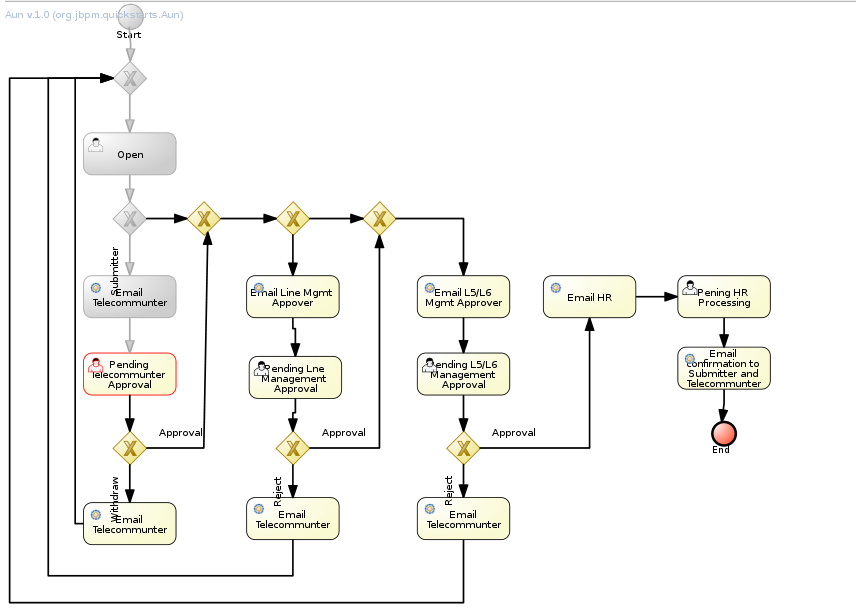 Aun v.1.0 (org.jbpm.quickstarts.Aun)
Start
Open
Submitter
Email
Telecommunter
Email Line Mgmt
Appover
Email L5/L6
Mgmt Approver
Email HR
Pening HR
Processing
Pending
Telecommunter
Approval
Pending Lne
Management
Approval
Pending L5/L6
Management
Approval
Email
confirmation to
Submitter and
Telecommunter
Approval
Approval
Approval
End
Withdraw
Reject
Reject
Email
Telecommunter
Email
Telecommunter
Email
Telecommunter